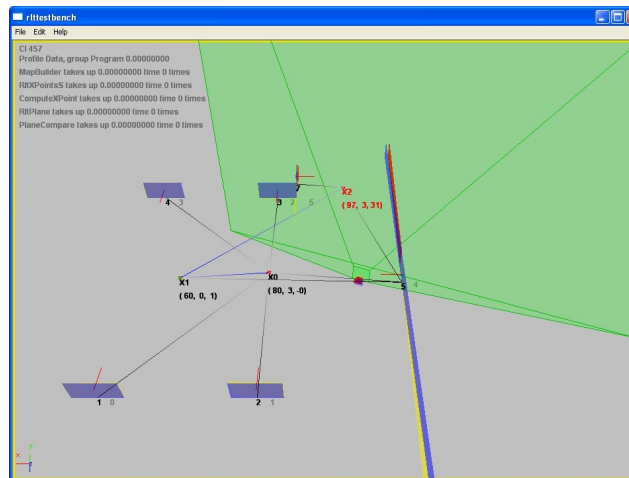 rlttestbench
File Edit Help
CI 457
Profile Data, group Program 0.00000000
MapBuilder takes up 0.00000000 time 0 times
RltXPointsS takes up 0.00000000 time 0 times
ComputeXPoint takes up 0.00000000 time 0 times
RltPlane takes up 0.00000000 time 0 times
PlaneCompare takes up 0.00000000 time 0 times
4 3
3 2 5
7
X2
(97, 3,31)
X1
(60, 0, 1)
X0
(80, 3,-0)
5 4
1 0
2 1
x y z